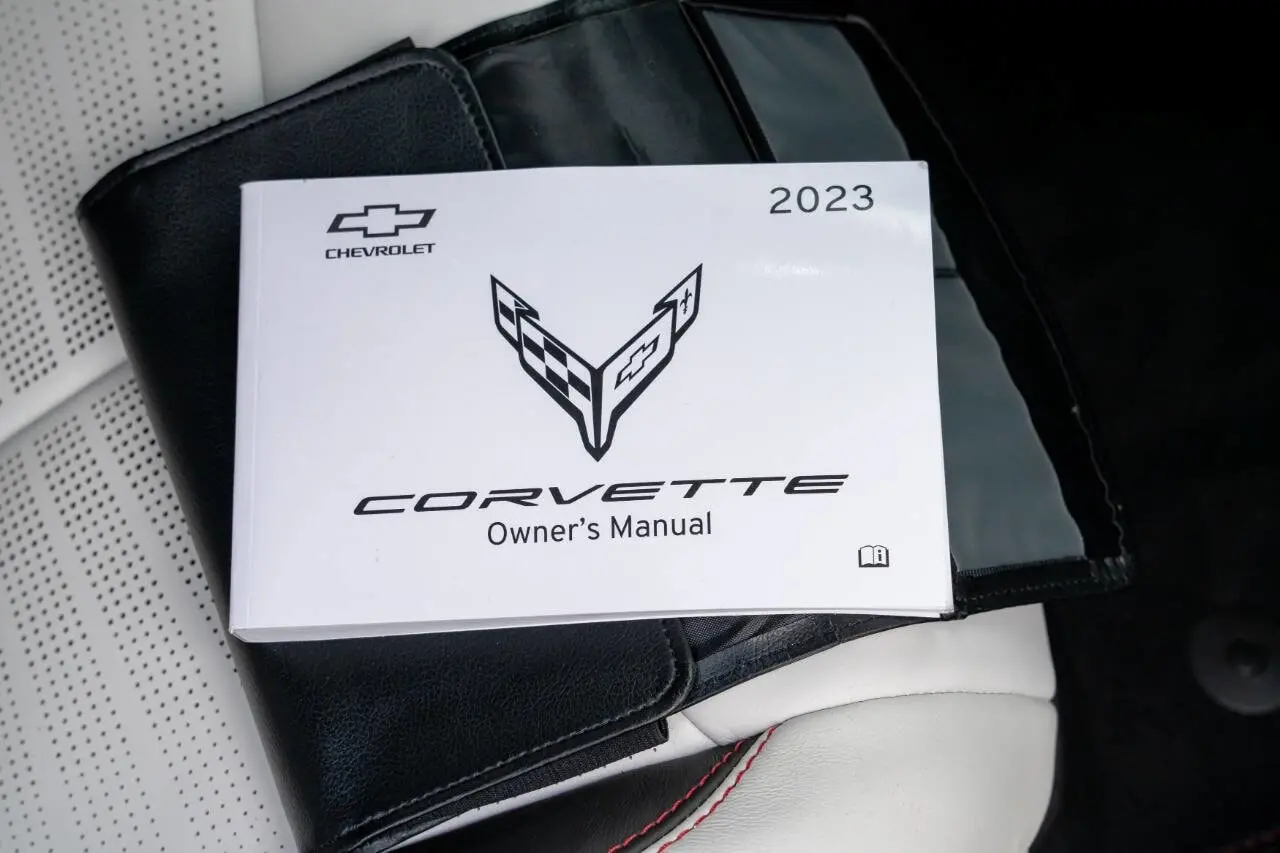 2023
CHEVROLET
CORVETTE
Owner's Manual
i